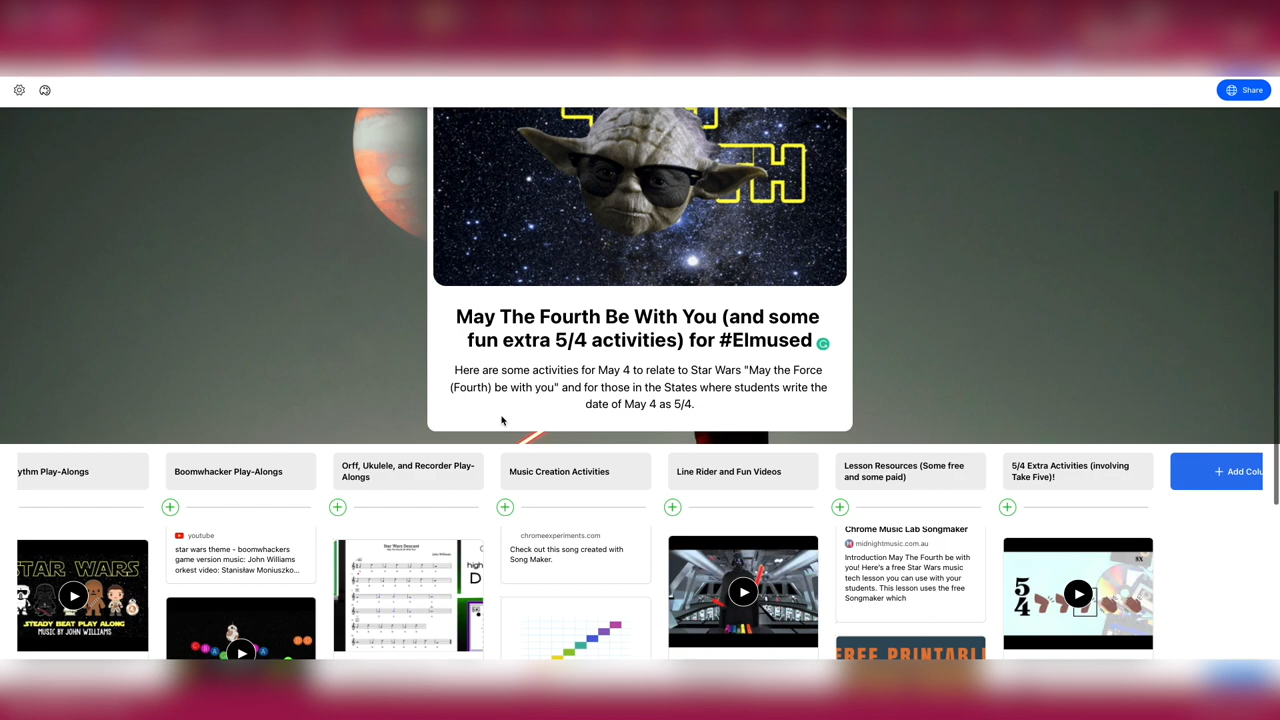 Share
May The Fourth Be With You (and some
fun extra 5/4 activities) for #Elmused
Here are some activities for May 4 to relate to Star Wars "May the Force
(Fourth) be with you" and for those in the States where students write the
date of May 4 as 5/4.
ythm Play-Alongs
Boomwhacker Play-Alongs
Orff, Ukulele, and Recorder Play-
Alongs
Music Creation Activities
Line Rider and Fun Videos
Lesson Resources (Some free
and some paid)
5/4 Extra Activities (involving
Take Five)!
+ Add Colu
STAR WARS
STEADY BEAT PLAY ALONG
MUSIC BY JOHN WILLIAMS
youtube
star wars theme - boomwhackers
game version music: John Williams
orkest video: Stanisław Moniuszko...
Star Wars Descant
high
D
chromeexperiments.com
Check out this song created with
Song Maker.
Chrome Music Lab Songmaker
midnightmusic.com.au
Introduction May The Fourth be with
you! Here's a free Star Wars music
tech lesson you can use with your
students. This lesson uses the free
Songmaker which
FREE PRINTABL
5
4
8X